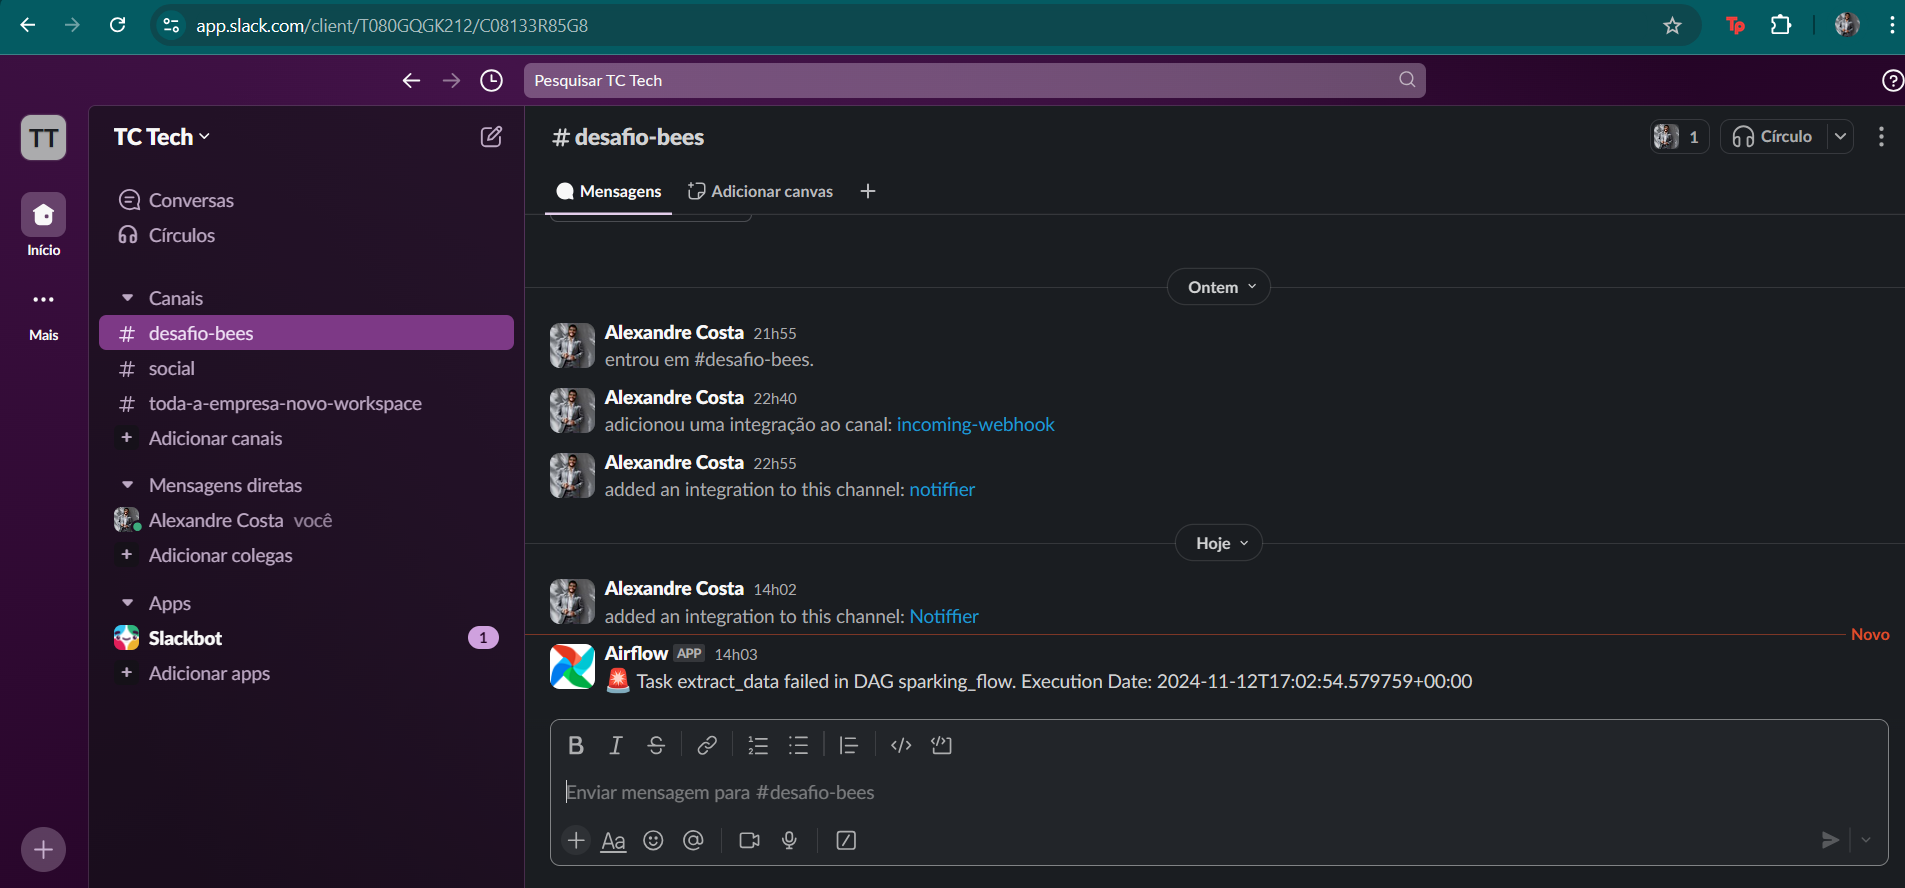 app.slack.com/client/T080GQGK212/C08133R85G8
Tp
Pesquisar TC Tech
TT
Início
Mais
TC Tech
Conversas
Círculos
Canais
# desafio-bees
# social
# toda-a-empresa-novo-workspace
+ Adicionar canais
Mensagens diretas
Alexandre Costa você
+ Adicionar colegas
Apps
Slackbot 1
+ Adicionar apps
# desafio-bees
1
Círculo
Mensagens
Adicionar canvas
Ontem
Alexandre Costa 21h55
entrou em #desafio-bees.
Alexandre Costa 22h40
adicionou uma integração ao canal: incoming-webhook
Alexandre Costa 22h55
added an integration to this channel: notiffier
Hoje
Alexandre Costa 14h02
added an integration to this channel: Notiffier
Novo
Airflow APP 14h03
🚨 Task extract_data failed in DAG sparking_flow. Execution Date: 2024-11-12T17:02:54.579759+00:00
Enviar mensagem para #desafio-bees
Aa